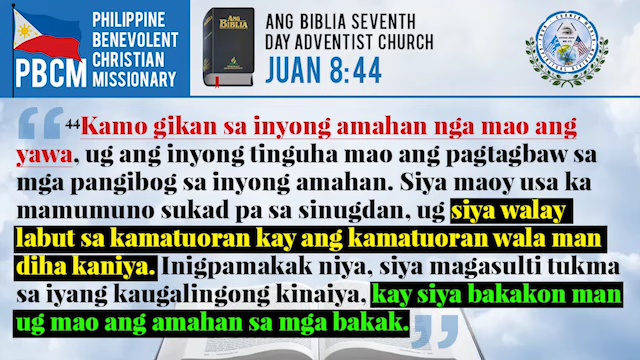 PHILIPPINE
BENEVOLENT
CHRISTIAN
MISSIONARY
PBCM
Ang
BIBLIA
ANG BIBLIA SEVENTH
DAY ADVENTIST CHURCH
JUAN 8:44
“44Kamo gikan sa inyong amahan nga mao ang
yawa, ug ang inyong tinguha mao ang pagtagbaw sa
mga pangibog sa inyong amahan. Siya maoy usa ka
mamumuno sukad pa sa sinugdan, ug siya walay
labut sa kamatuoran kay ang kamatuoran wala man
diha kaniya. Inigpamakak niya, siya magasulti tukma
sa iyang kaugalingong kinaiya, kay siya bakakon man
ug mao ang amahan sa mga bakak.”